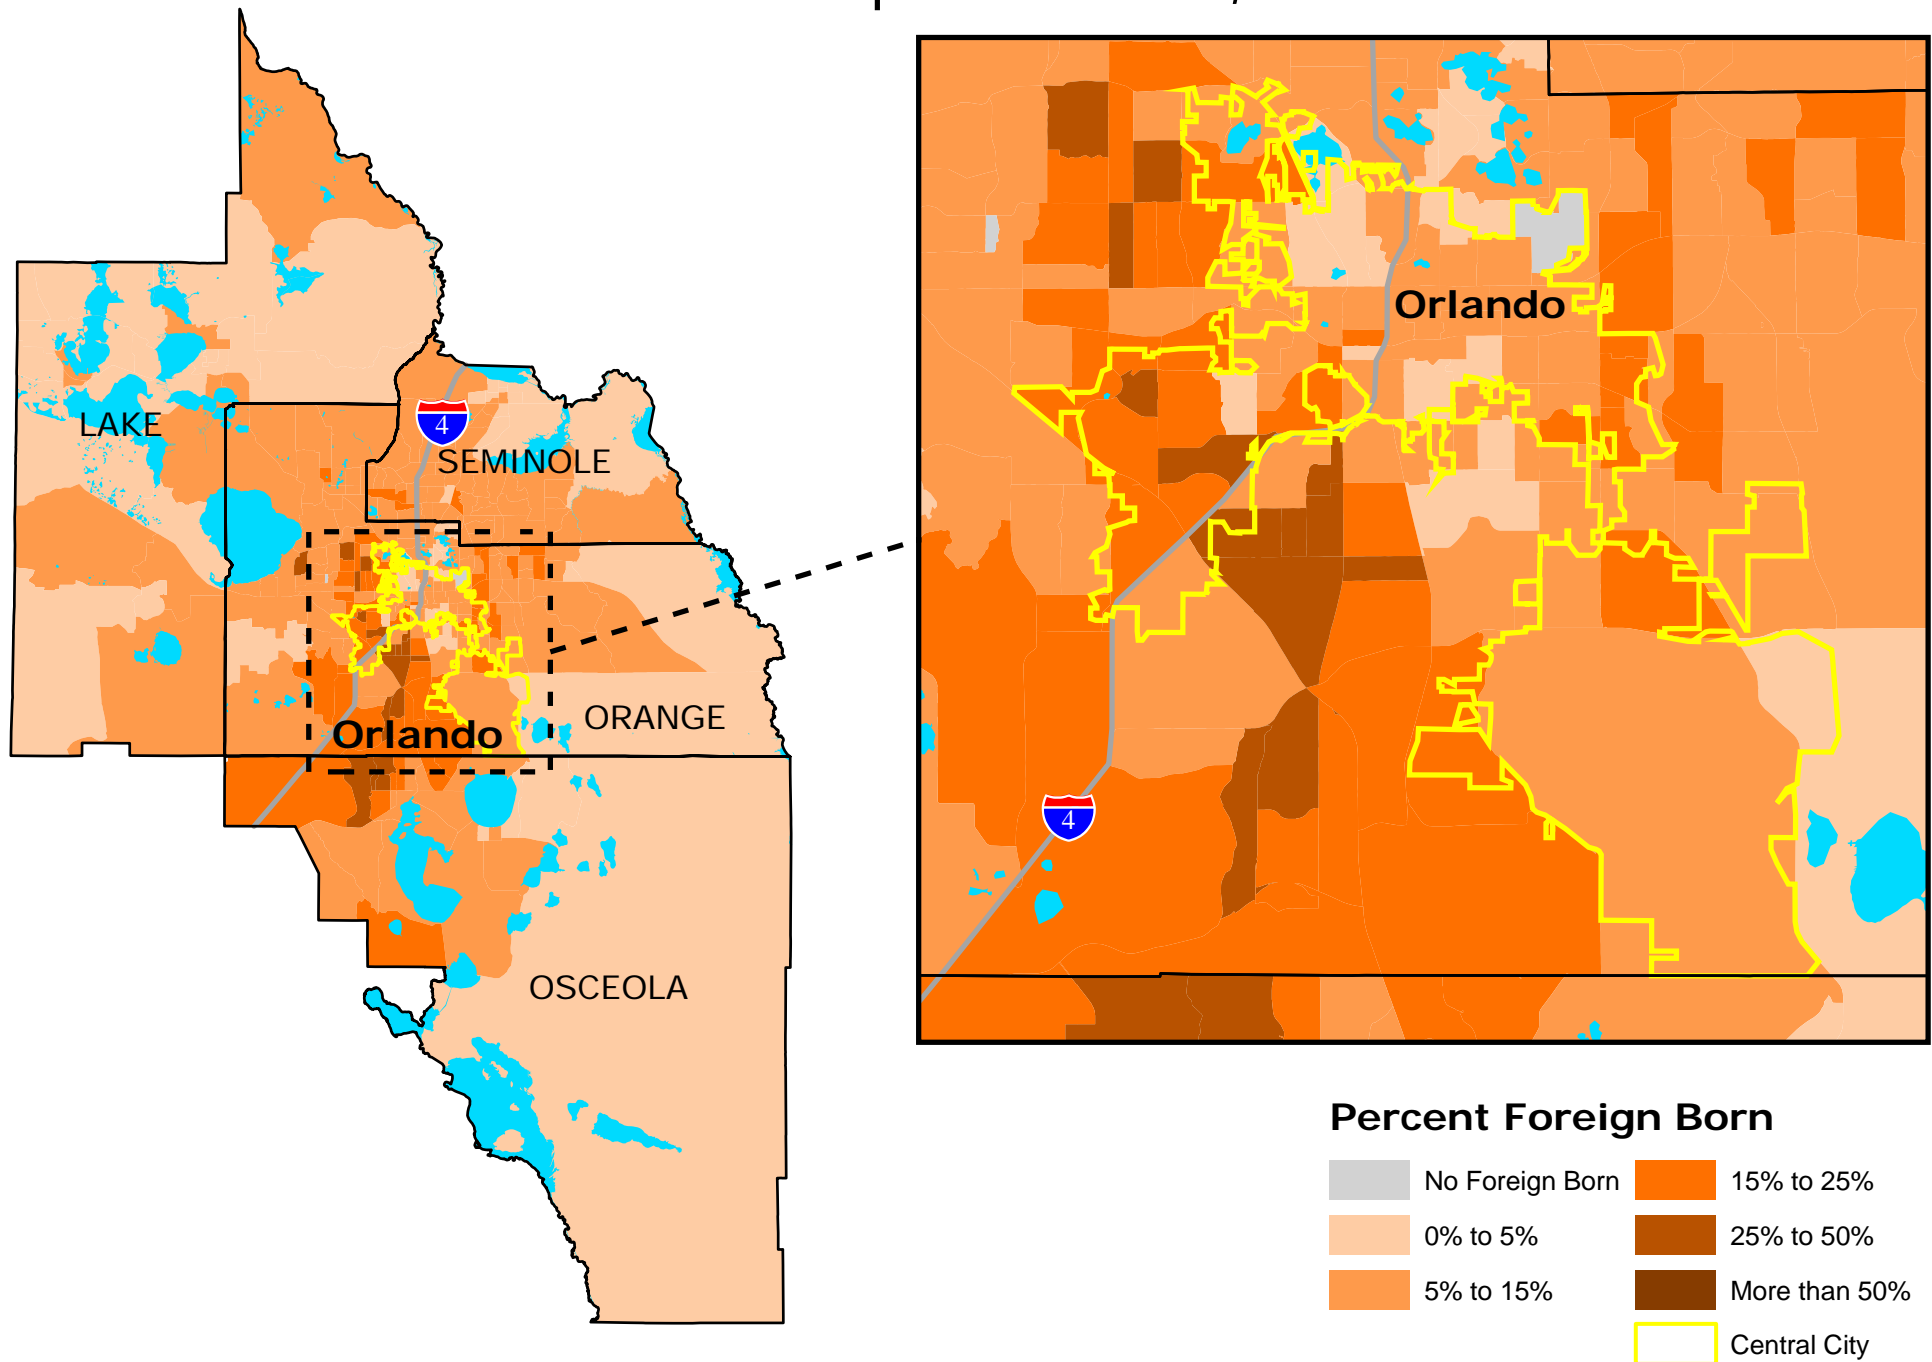 LAKE
4
SEMINOLE
Orlando
ORANGE
OSCEOLA
Orlando
4
Percent Foreign Born
No Foreign Born
0% to 5%
5% to 15%
15% to 25%
25% to 50%
More than 50%
Central City